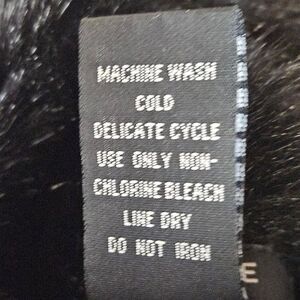 MACHINE WASH
COLD
DELICATE CYCLE
USE ONLY NON-
CHLORINE BLEACH
LINE DRY
DO NOT IRON
E